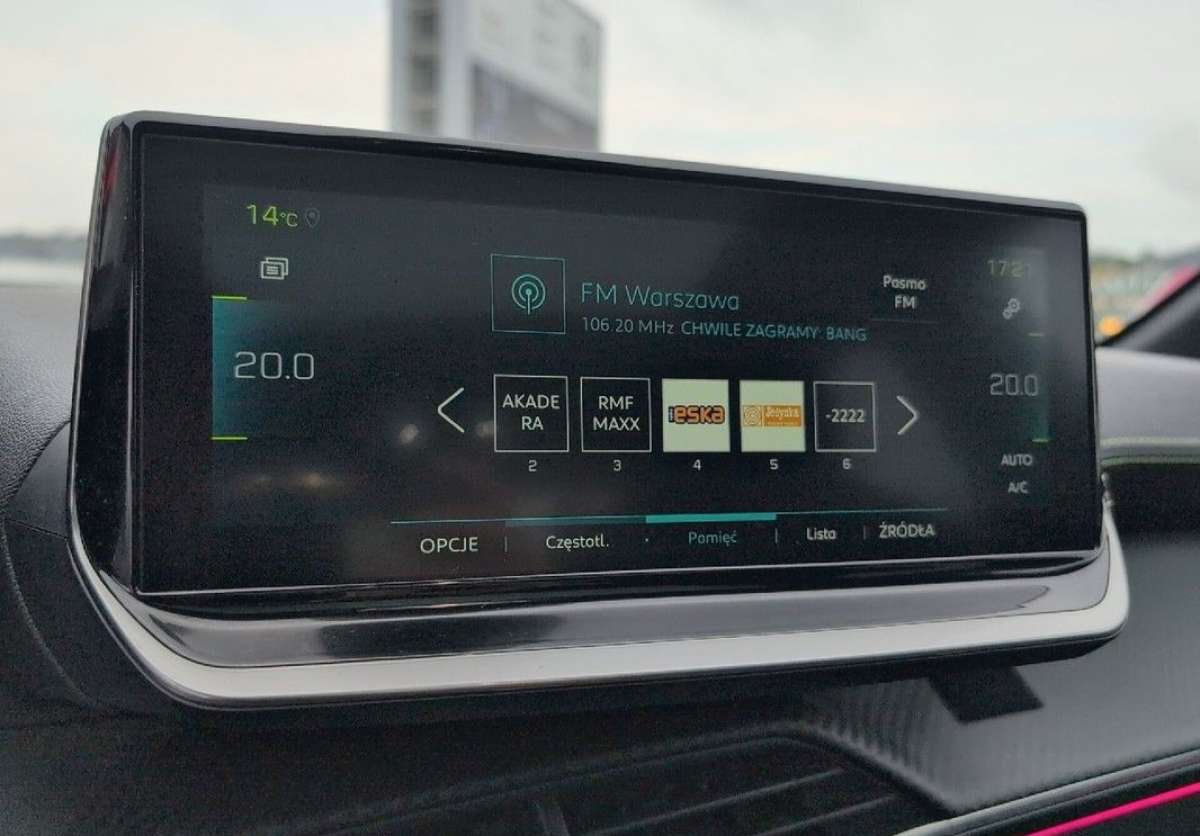 14°C
17:21
FM Warszawa
Pasmo
FM
106.20 MHz CHWILE ZAGRAMY: BANG
20.0
20.0
AKADE
RA
RMF
MAXX
ESKA
Jedynka
-2222
2
3
4
5
6
AUTO
A/C
OPCJE
Częstotl.
Pamięć
Lista
ŹRÓDŁA